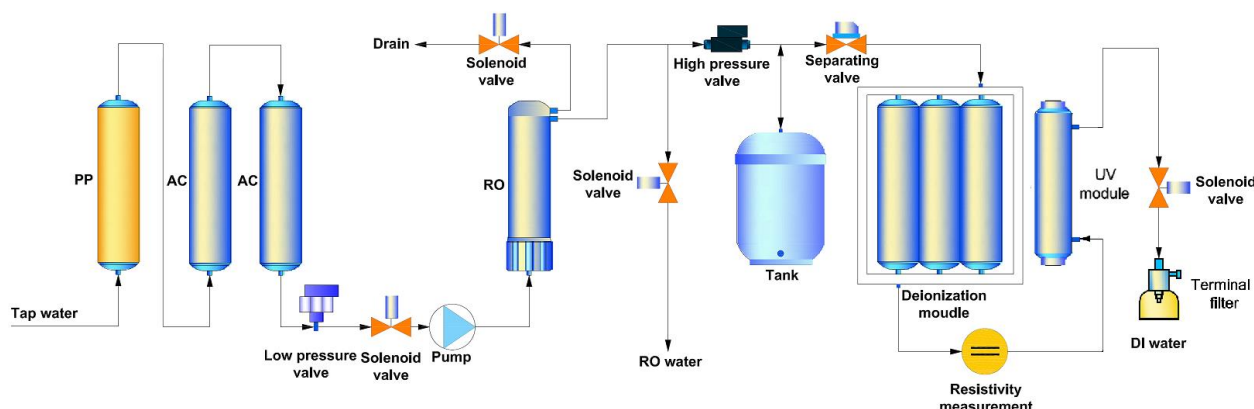 Drain
Solenoid
valve
High pressure
valve
Separating
valve
PP
AC
AC
RO
Solenoid
valve
UV
module
Solenoid
valve
Tank
Tap water
Deionization
moudle
Terminal
filter
Low pressure
valve
Solenoid
valve
Pump
RO water
DI water
Resistivity
measurement